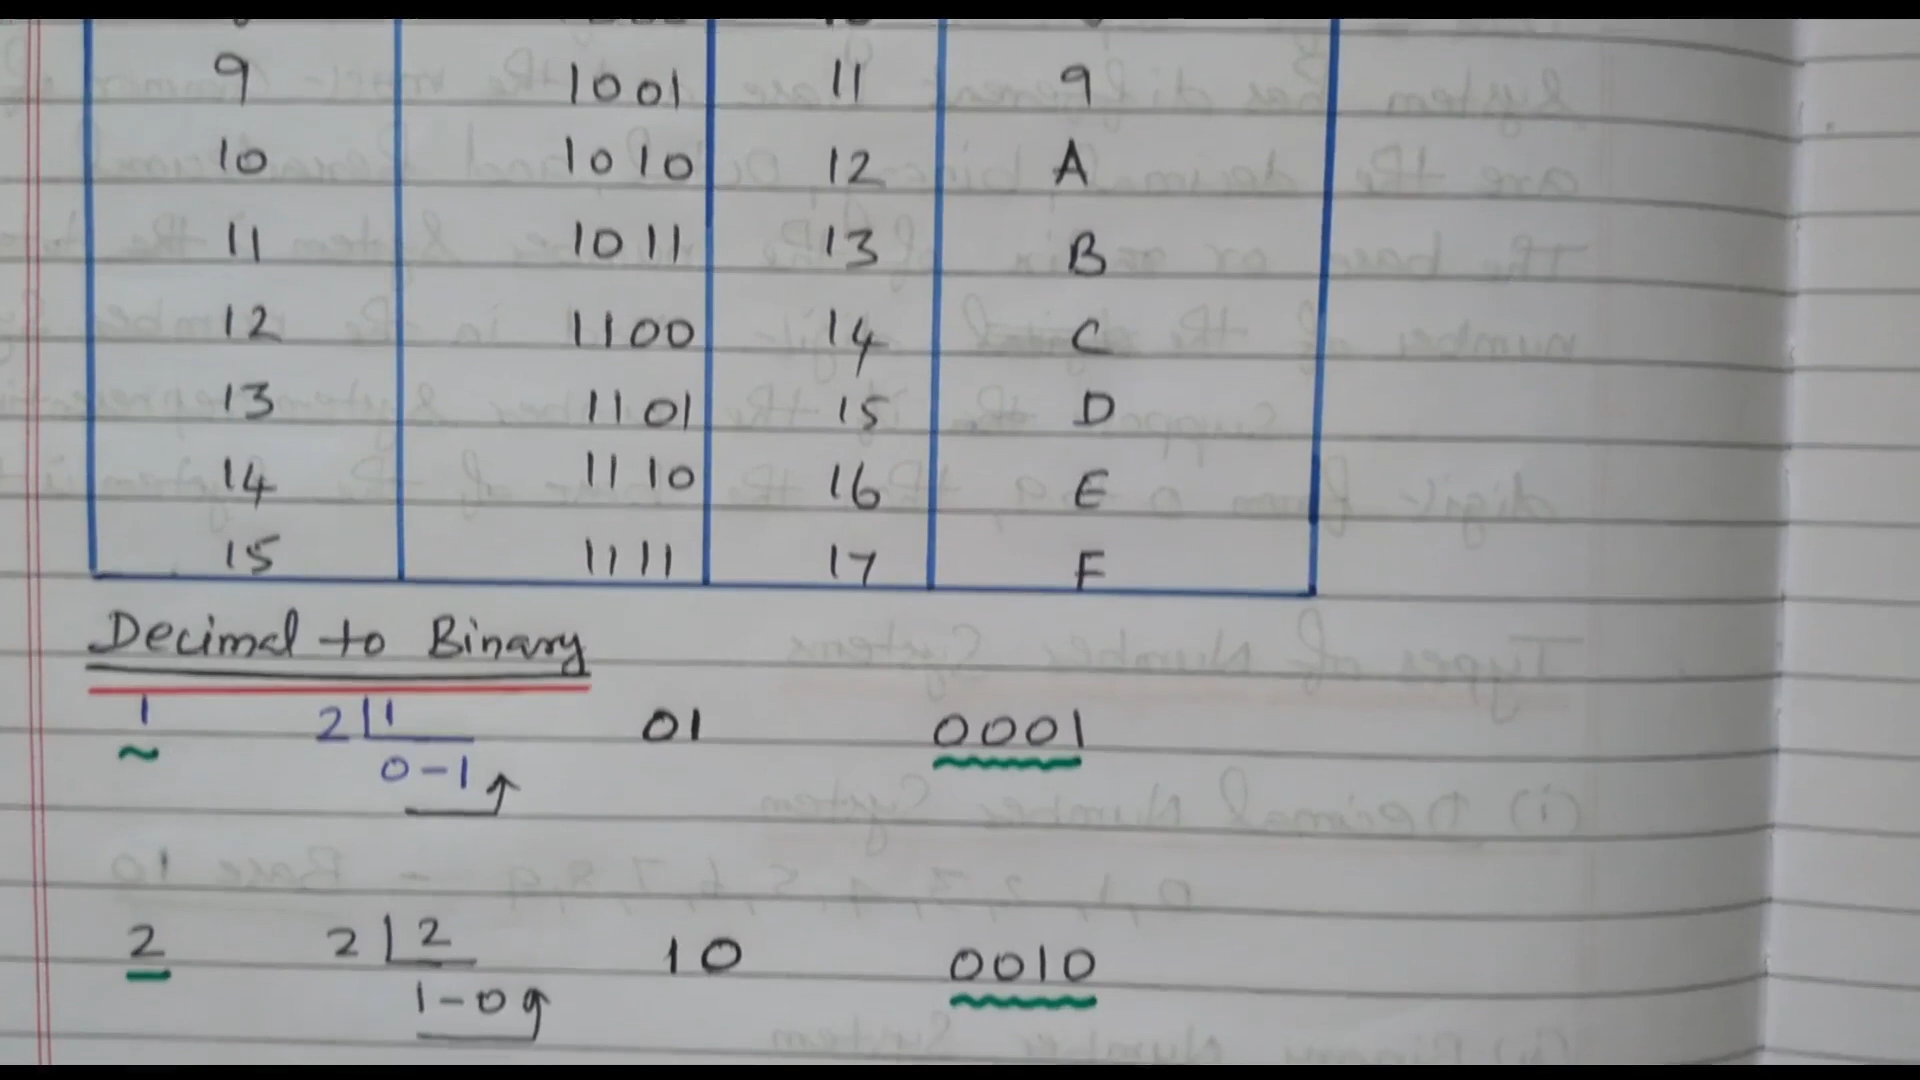 9 1001 11 9
10 1010 12 A
11 1011 13 B
12 1100 14 C
13 1101 15 D
14 1110 16 E
15 1111 17 F
Decimal to Binary
1 2 1 01 0001
0-1
2 2 2 10 0010
1-0